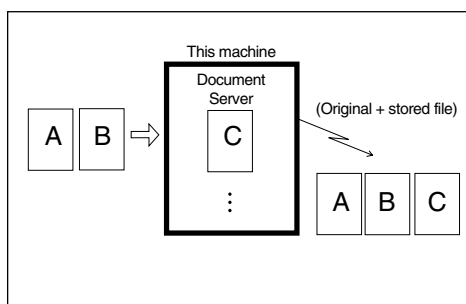 This machine
Document
Server
(Original + stored file)
A B
C
A B C